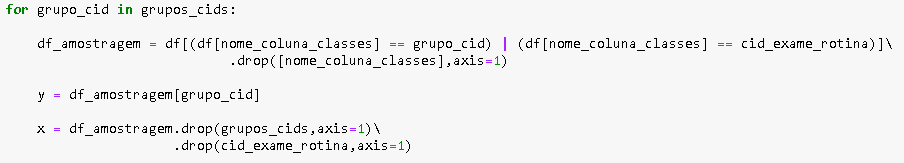 for grupo_cid in grupos_cids:
df_amostragem = df[(df[nome_coluna_classes] == grupo_cid) | (df[nome_coluna_classes] == cid_exame_rotina)]\
.drop([nome_coluna_classes],axis=1)
y = df_amostragem[grupo_cid]
x = df_amostragem.drop(grupos_cids,axis=1)\
.drop(cid_exame_rotina,axis=1)